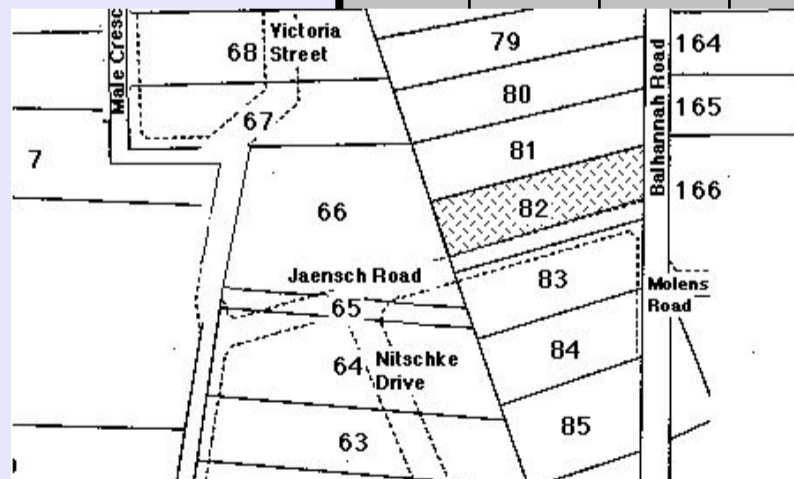 Male Cresc
68
Victoria
Street
67
7
66
79
80
81
82
Balhannah Road
164
165
166
Jaensch Road
65
83
Molens
Road
64
Nitschke
Drive
84
63
85